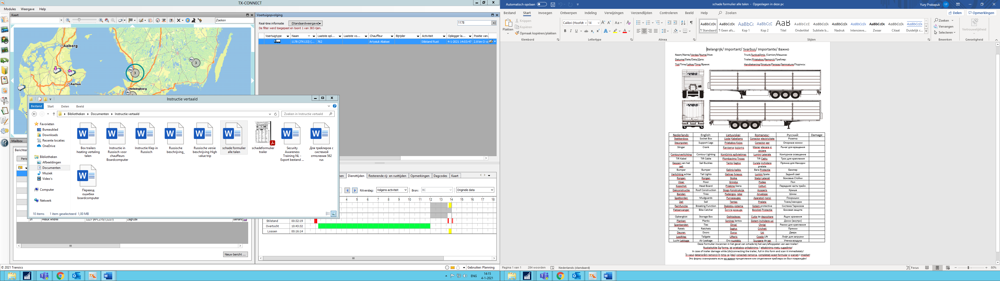 TX-CONNECT
Modules Weergave Help
Kaart
Zoeken
Aalborg
Aarhus
Helsingborg
3
3
Voertuigopvolging
Real-time informatie (Standaardweergave)
1178
De filter werd toegepast en toont 1 van 383 rijen.
Voertuigtype Naam Laatste opl... Laatste vo... Chauffeur Bijrijder Activiteit Oplegger la... Positie van
1178 (JTK133) (... 762 Artysiuk Aliaksei Stilstand Rust 4-1-2021 14:03:47 2.8 km O va
Instructie vertaald
Bestand Start Delen Beeld
Bibliotheken Documenten Instructie vertaald
Zoeken in Instructie vertaald
Favorieten
Bureaublad
Downloads
Recente locaties
OneDrive
Bibliotheken
Afbeeldingen
Documenten
Muziek
Video's
Computer
Netwerk
Box trailers heating vertaling talen
Instructie in Russisch voor chauffeurs Boardcomputer
Instructie Klep in Russisch
Russische beschrijving_
Russische versie beschrijving High value trip
schade formulier alle talen
schadeformulier trailer
Security Awareness Training NL - Export bestand ...
Для трейлеров с системой отполения 562 rus
Перевод ошибки boardcomputer
10 items 1 item geselecteerd 1,00 MB
Mailbox
Berichten
In Misiuk Andrei 1227 (KFC275) (1227) Zagruzil
Nieuw bericht ...
Diensttijden Resterende rij- en rusttijden Opmerkingen Dagcodes Kaart
Ritverslag: Volgens activiteit Bron: BC Originele data
4 5 6 7 8 9 10 11 12 13 14 15 16 17 18
Stilstand 00:32:19
Overtocht 10:43:32
Lossen 00:16:14
© 2021 Transics
Gebruiker: Planning
ENG
14:15
4-1-2021
Automatisch opslaan
schade formulier alle talen - Opgeslagen in deze pc
Yury Prakapuk YP
Bestand Start Invoegen Ontwerpen Indeling Verwijzingen Verzendlijsten Controleren Beeld Help Zoeken Delen Opmerkingen
Plakken
Knippen
Kopiëren
Opmaak kopiëren/plakken
Klembord
Calibri (Hoofdt 14
Lettertype
Alinea
¶ Standaard ¶ Geen afs... Kop 1 Kop 2 Titel Ondertitel Subtiele b... Nadruk Intensieve... Zwaar Citaat Duidelijk c...
Stijlen
Zoeken
Vervangen
Selecteren
Bewerken
Vertrouwelijkheid
Gevoeligheid
Belangrijk/ Important/ Svarbus/ Importante/ Важно
Naam/Name/Vardas/Nume/Имя: Truck/Sunkvežimis /Camion/Машина:
Datume/Date/Data/Дата: Trailer/Priekabos/Remorcii/Трейлер:
Tijd/Time/Laikas/Timp/Время: Handtekening/Sinature/Parasas/Semnature/Подпись:
VOS
VOS
Nederlands: English: Lietuviskai: Romanesc: Русский: Damage:
Stekkerdoos Socket Box Lizdai Kabeliams Conector electricitate Розетка
Steunpoten Support Legs Priekabos Kojos Conector aer Опорные ножки
Slinger Crank Rankena kojoms Maner elevare si piciare Рычаг для вращения
Contourverlichting Contour Lighting Kontūrinis apšvietimas Lumini Laterale Контурное освещение
TIR Kabel TIR Cable Plombavimo Trosas TIR Cablu Трос для крепления
Gespen van het zeil Sail Buckles Tento Sagtys Curele inchidere prelate Пряжка для Накидки
Bumper Bumper Galinis balkis Bara Protectie Бампер
Verlichting achter Tail Lights Galines Sviesos Lumini Spate Задний свет
Rongen Rongen Stoike Stalpi Laterali Боковые Стойки
Vloer Floor Grindys Podea Пол
Kopschot Head Board Priekine Siena Colturi Передняя часть трейл.
Dakconstructie Roof Construction Stogo Konstrukcija Acoperis Крыша
Banden Tires Padangos, ratai Anvelope Шины
Spatborden Mudguards Purvasauges Aparatori noroi Покрышки
Zeil Sail Tentas Prelata Ткань/накидка
Remfunctie Breaking Function Stabdziu sistema Sistem protective Система Тармозов
Fietsenvanger Bike Catcher Šoninė apsauga Biciclisti Protectie Боковая защита
Opbergkist Storage Box Daiktadezes Cutie de depozitare Ящик хранения
Planken Planks Sonines lentos Sistem inchidere usi Доски (внутри)
Spanbanden Ties Dirzai Chnigi Ремни для крепления
Ratels Ratchets Sagtys Cricheti Пряжки
Deuren Doors Durys Usi Дверь
Laadklep Tailgate Lifteris Coada Lift Лифт для загрузки
Lucht Lekkage Air Leakage Oro nuotėkis Scurgere de aer Утечка воздуха
Deze Formulier inscannen in het geval van schade bij het aan/afkoppelen van een trailer!
Nuskaitykite šią formą, jei priekabos prikabinimo / atkabinimo metu sugadinta!
In case of trailer damage while (dis)connecting the trailer, full in this form and scan it immediately!
În cazul deteriorării remorcii în timp ce (dez) conectați remorca, completați acest formular și scanați-l imediat!
Это форму сканирывать если во время прицепления или отцепления трейлера он был повреждён!
Pagina 1 van 1 284 woorden Nederlands (standaard) Focus 80%